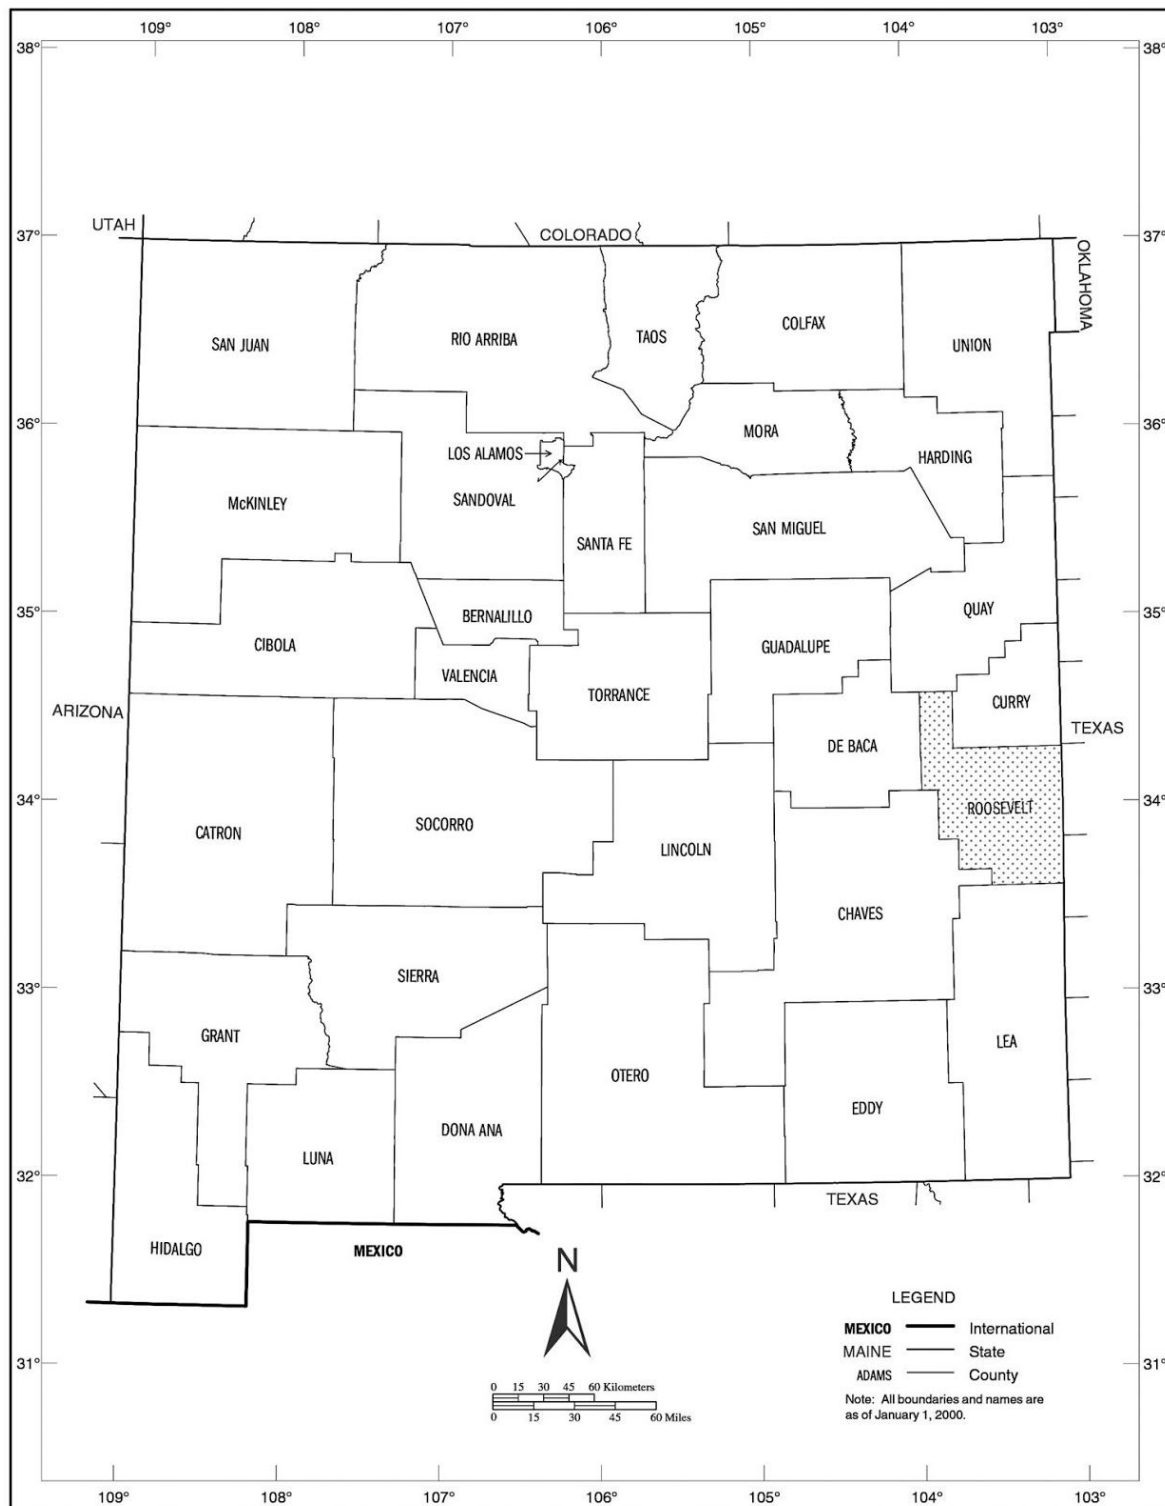 109° 108° 107° 106° 105° 104° 103°
38° 38°
UTAH
37° COLORADO 37°
OKLAHOMA
SAN JUAN RIO ARRIBA TAOS COLFAX UNION
36° 36°
MORA
LOS ALAMOS HARDING
McKINLEY SANDOVAL
SANTA FE SAN MIGUEL
35° BERNALILLO QUAY 35°
CIBOLA GUADALUPE
VALENCIA
TORRANCE CURRY
ARIZONA TEXAS
DE BACA
34° ROOSEVELT 34°
CATRON SOCORRO
LINCOLN
CHAVES
SIERRA
33° 33°
GRANT LEA
OTERO
EDDY
DONA ANA
LUNA
32° 32°
TEXAS
HIDALGO MEXICO
N
LEGEND
MEXICO International
MAINE State
ADAMS County
31° 31°
Note: All boundaries and names are
as of January 1, 2000.
0 15 30 45 60 Kilometers
0 15 30 45 60 Miles
109° 108° 107° 106° 105° 104° 103°